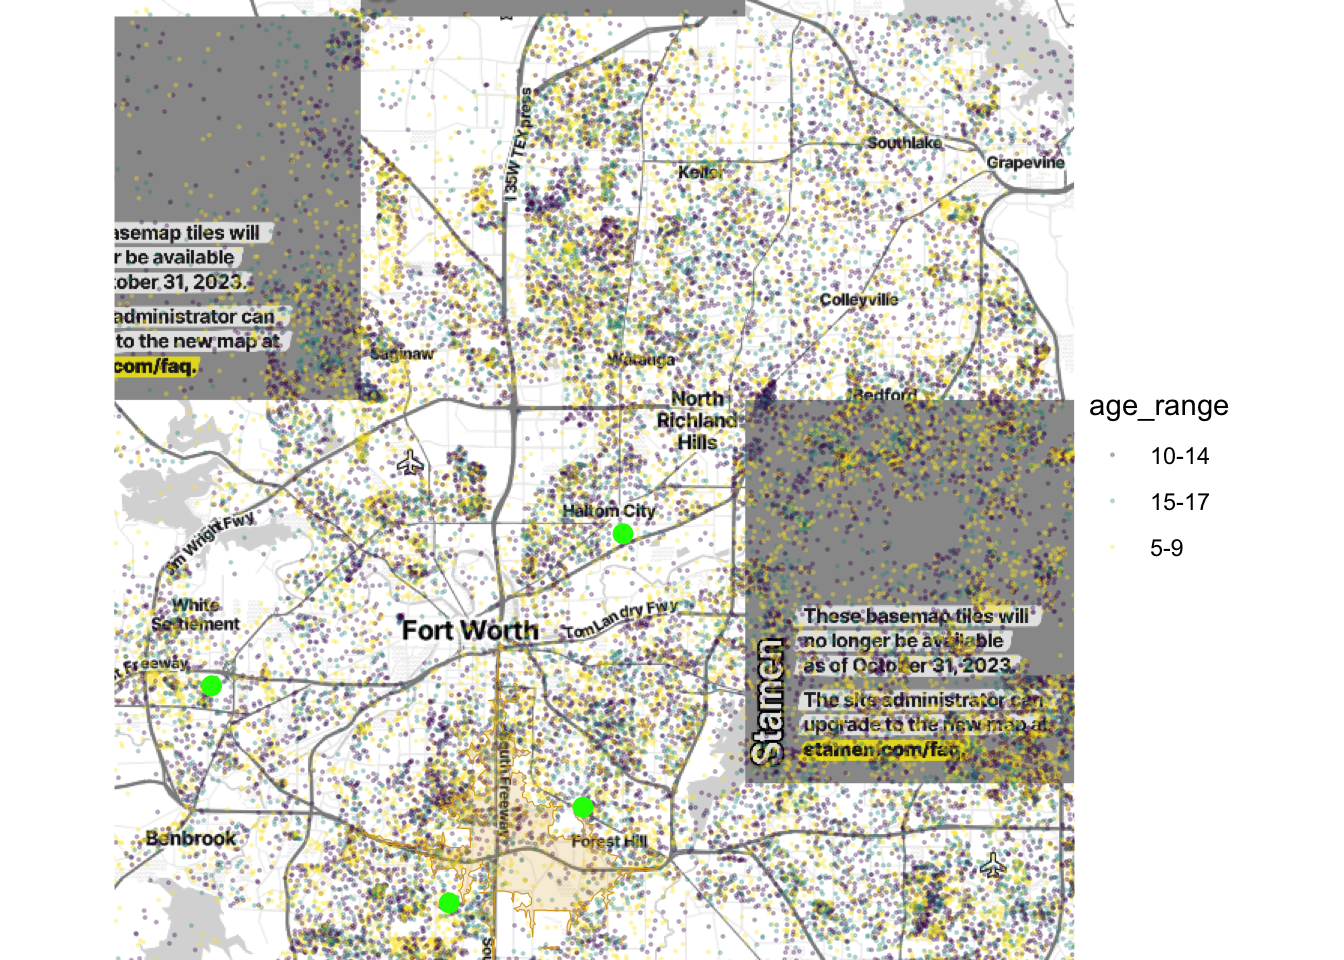 I 35W TEXpress
Southlake
Grapevine
Keller
asemap tiles will
r be available
tober 31, 2023.
administrator can
to the new map at
com/faq.
Colleyville
Saginaw
Watauga
Bedford
North
Richland
Hills
age_range
10-14
15-17
5-9
Haltom City
m Wright Fwy
White
Settlement
Fort Worth
Tom Landry Fwy
t Freeway
Stamen
These basemap tiles will
no longer be available
as of October 31, 2023.
The site administrator can
upgrade to the new map at
stamen.com/faq.
South Freeway
Benbrook
Forest Hill
Sou